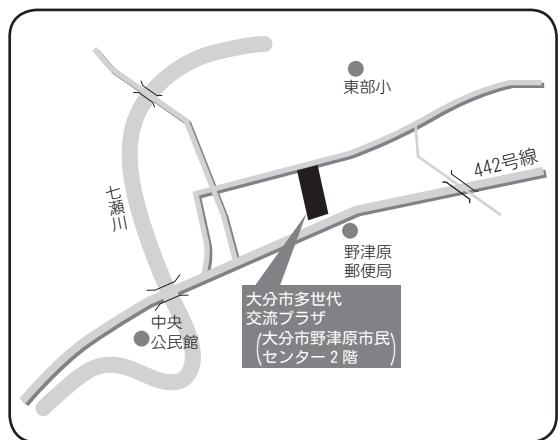 東部小
442号線
七瀬川
野津原
郵便局
大分市多世代
交流プラザ
(大分市野津原市民
センター2階)
中央
公民館